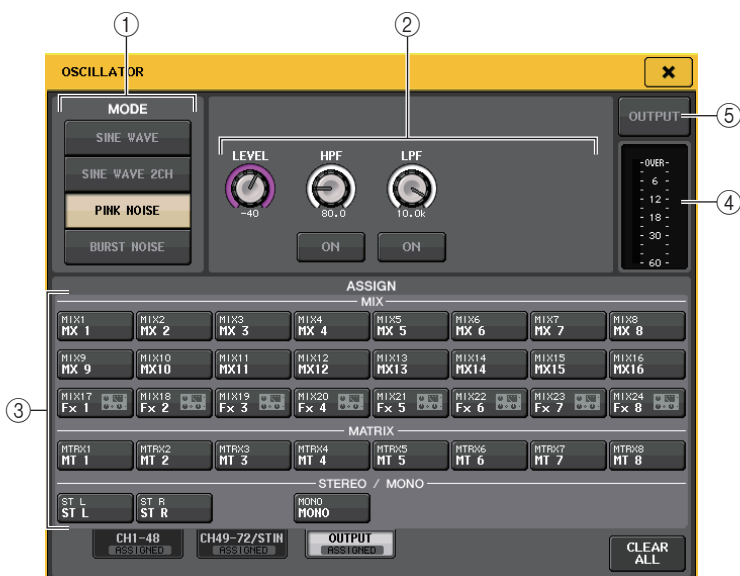 ① ②
OSCILLATOR
MODE
SINE WAVE
SINE WAVE 2CH
PINK NOISE
BURST NOISE
LEVEL HPF LPF
-40 80.0 10.0k
ON ON
OUTPUT ⑤
-OVER-
- 6 -
- 12 -
- 18 -
- 30 -
- 60 -
④
③
ASSIGN
MIX
MIX1 MIX2 MIX3 MIX4 MIX5 MIX6 MIX7 MIX8
MX 1 MX 2 MX 3 MX 4 MX 5 MX 6 MX 7 MX 8
MIX9 MIX10 MIX11 MIX12 MIX13 MIX14 MIX15 MIX16
MX 9 MX10 MX11 MX12 MX13 MX14 MX15 MX16
MIX17 MIX18 MIX19 MIX20 MIX21 MIX22 MIX23 MIX24
Fx 1 Fx 2 Fx 3 Fx 4 Fx 5 Fx 6 Fx 7 Fx 8
MATRIX
MTRX1 MTRX2 MTRX3 MTRX4 MTRX5 MTRX6 MTRX7 MTRX8
MT 1 MT 2 MT 3 MT 4 MT 5 MT 6 MT 7 MT 8
STEREO / MONO
ST L ST R MONO
ST L ST R MONO
CH1-48 CH49-72/STIN OUTPUT
ASSIGNED ASSIGNED ASSIGNED
CLEAR
ALL